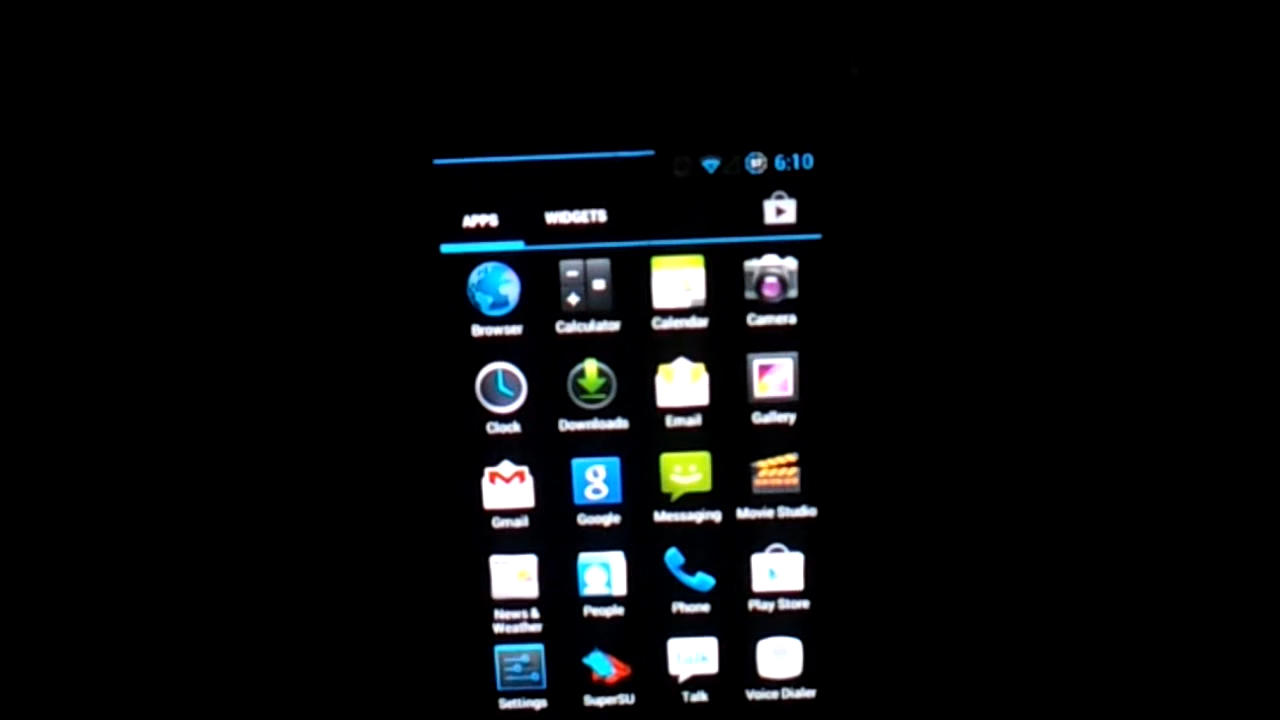 6:10
APPS WIDGETS
Browser Calculator Calendar Camera
Clock Downloads Email Gallery
Gmail Google Messaging Movie Studio
News & Weather People Phone Play Store
Settings SuperSU Talk Voice Dialer